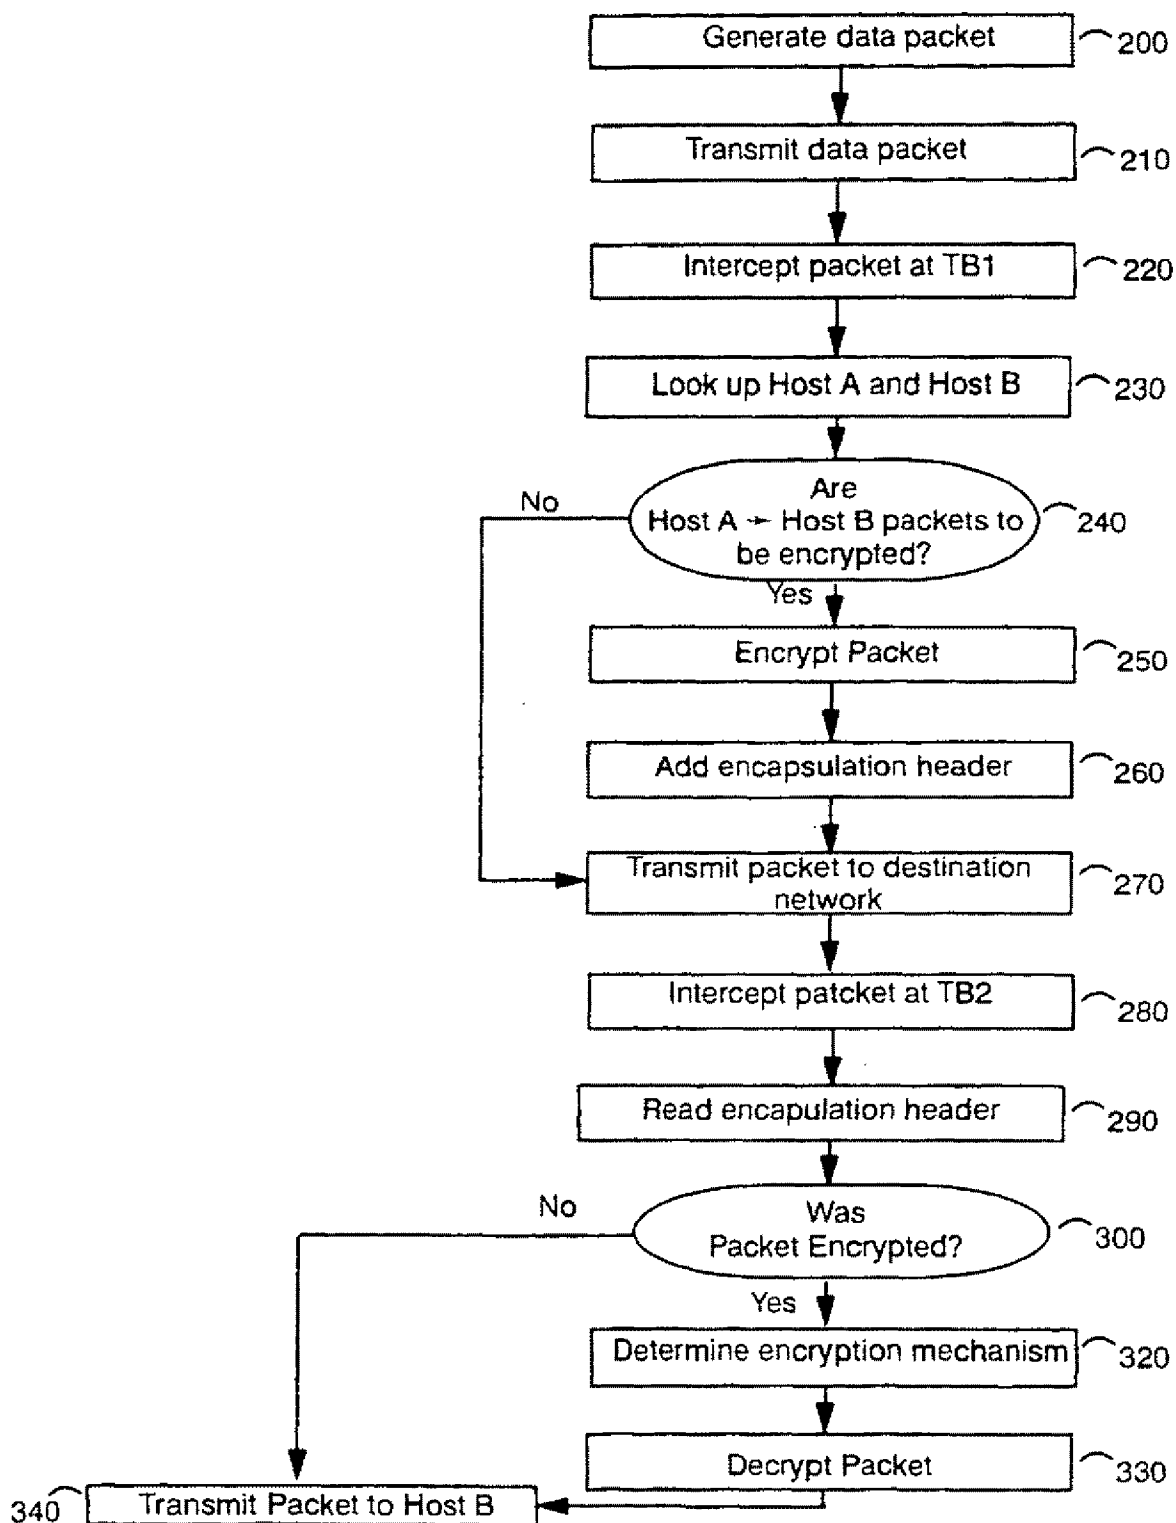 Generate data packet
200
Transmit data packet
210
Intercept packet at TB1
220
Look up Host A and Host B
230
Are
Host A → Host B packets to
be encrypted?
240
No
Yes
Encrypt Packet
250
Add encapsulation header
260
Transmit packet to destination
network
270
Intercept patcket at TB2
280
Read encapulation header
290
Was
Packet Encrypted?
300
No
Yes
Determine encryption mechanism
320
Decrypt Packet
330
340
Transmit Packet to Host B